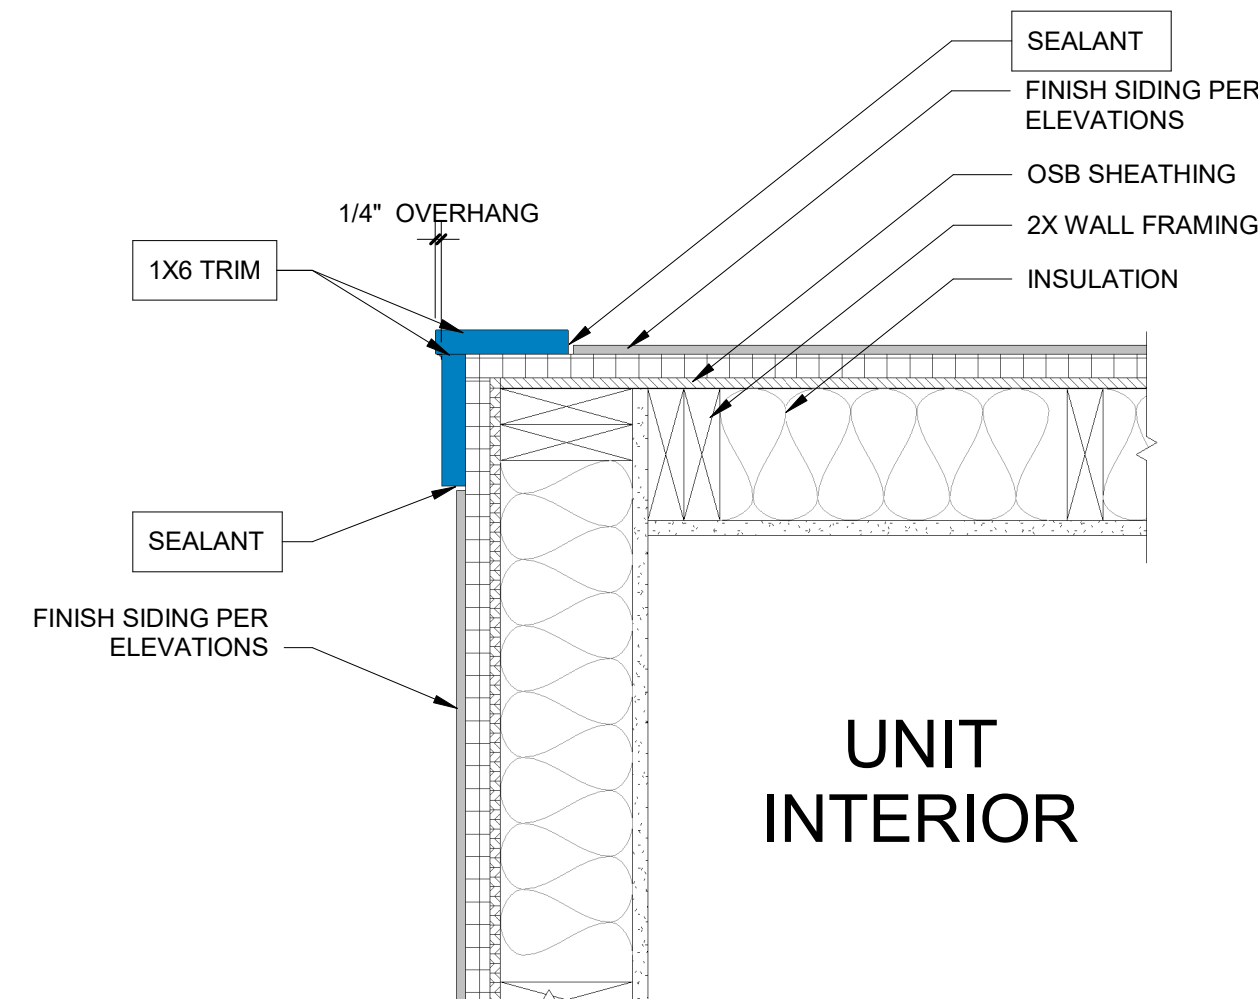 SEALANT
FINISH SIDING PER
ELEVATIONS
OSB SHEATHING
2X WALL FRAMING
INSULATION
1/4" OVERHANG
1X6 TRIM
SEALANT
FINISH SIDING PER
ELEVATIONS
UNIT
INTERIOR